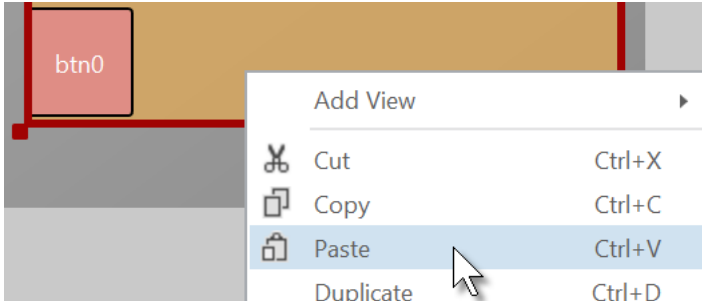 btn0
Add View
Cut Ctrl+X
Copy Ctrl+C
Paste Ctrl+V
Duplicate Ctrl+D